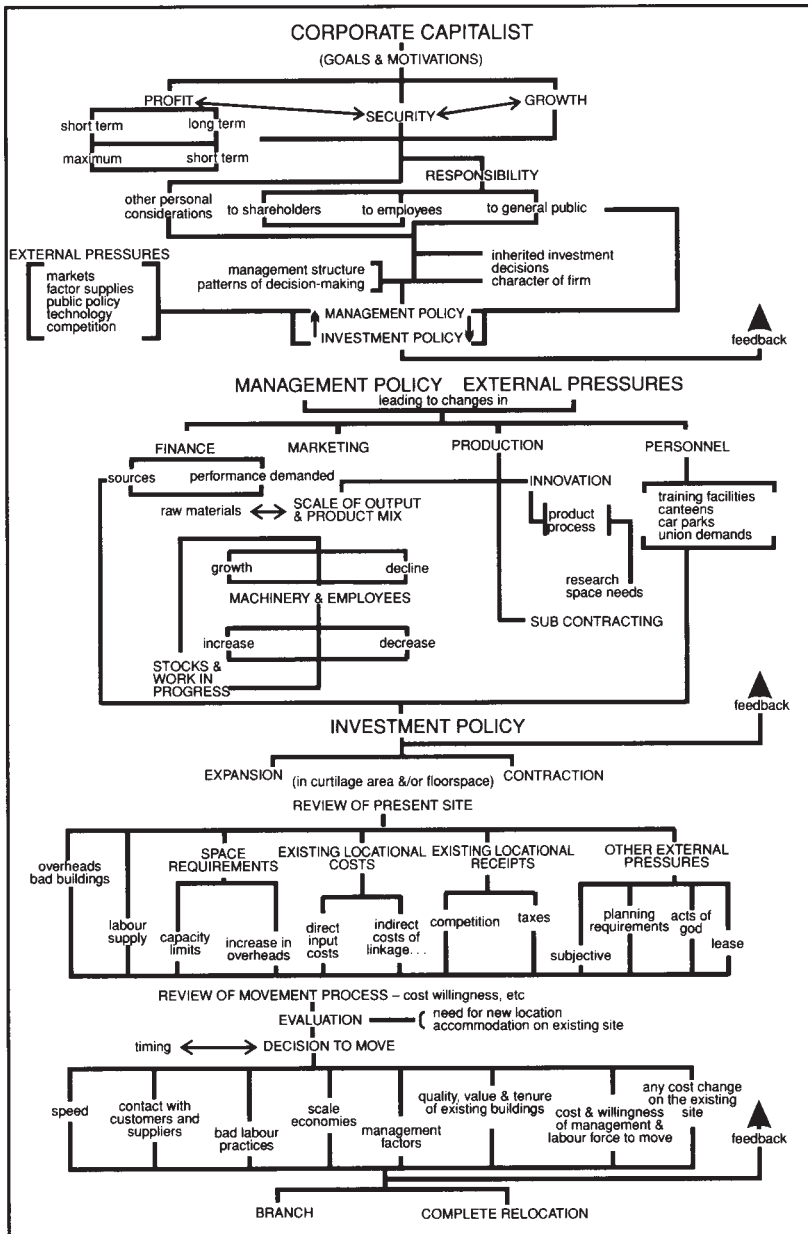 CORPORATE CAPITALIST
(GOALS & MOTIVATIONS)
PROFIT
SECURITY
GROWTH
short term
long term
maximum
short term
RESPONSIBILITY
other personal
considerations
to shareholders
to employees
to general public
EXTERNAL PRESSURES
markets
factor supplies
public policy
technology
competition
management structure
patterns of decision-making
inherited investment
decisions
character of firm
MANAGEMENT POLICY
INVESTMENT POLICY
feedback
MANAGEMENT POLICY EXTERNAL PRESSURES
leading to changes in
FINANCE
MARKETING
PRODUCTION
PERSONNEL
sources
performance demanded
raw materials
SCALE OF OUTPUT
& PRODUCT MIX
INNOVATION
product
process
training facilities
canteens
car parks
union demands
growth
decline
research
space needs
MACHINERY & EMPLOYEES
SUB CONTRACTING
increase
decrease
STOCKS &
WORK IN
PROGRESS
feedback
INVESTMENT POLICY
EXPANSION
(in curtilage area &/or floorspace)
CONTRACTION
REVIEW OF PRESENT SITE
overheads
bad buildings
labour
supply
SPACE
REQUIREMENTS
capacity
limits
increase in
overheads
EXISTING LOCATIONAL
COSTS
direct
input
costs
indirect
costs of
linkage...
EXISTING LOCATIONAL
RECEIPTS
competition
taxes
OTHER EXTERNAL
PRESSURES
subjective
planning
requirements
acts of
god
lease
REVIEW OF MOVEMENT PROCESS – cost willingness, etc
EVALUATION
need for new location
accommodation on existing site
timing
DECISION TO MOVE
speed
contact with
customers and
suppliers
bad labour
practices
scale
economies
management
factors
quality, value & tenure
of existing buildings
cost & willingness
of management &
labour force to move
any cost change
on the existing
site
feedback
BRANCH
COMPLETE RELOCATION